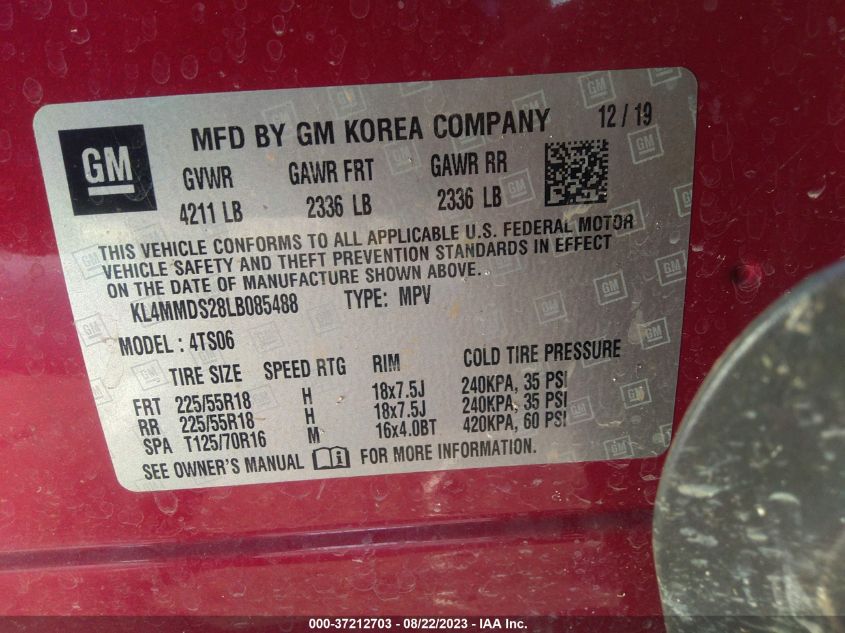 GM
MFD BY GM KOREA COMPANY 12 / 19
GVWR GAWR FRT GAWR RR
4211 LB 2336 LB 2336 LB
THIS VEHICLE CONFORMS TO ALL APPLICABLE U.S. FEDERAL MOTOR
VEHICLE SAFETY AND THEFT PREVENTION STANDARDS IN EFFECT
ON THE DATE OF MANUFACTURE SHOWN ABOVE.
KL4MMDS28LB085488 TYPE: MPV
MODEL : 4TS06
TIRE SIZE SPEED RTG RIM COLD TIRE PRESSURE
FRT 225/55R18 H 18x7.5J 240KPA, 35 PSI
RR 225/55R18 H 18x7.5J 240KPA, 35 PSI
SPA T125/70R16 M 16x4.0BT 420KPA, 60 PSI
SEE OWNER'S MANUAL FOR MORE INFORMATION.
000-37212703 - 08/22/2023 - IAA Inc.